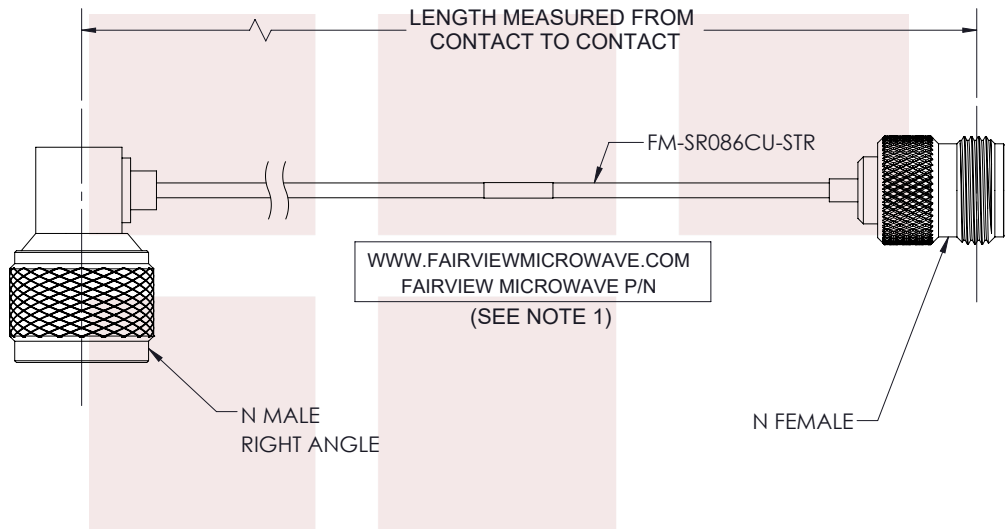 LENGTH MEASURED FROM
CONTACT TO CONTACT
FM-SR086CU-STR
WWW.FAIRVIEWMICROWAVE.COM
FAIRVIEW MICROWAVE P/N
(SEE NOTE 1)
N MALE
RIGHT ANGLE
N FEMALE